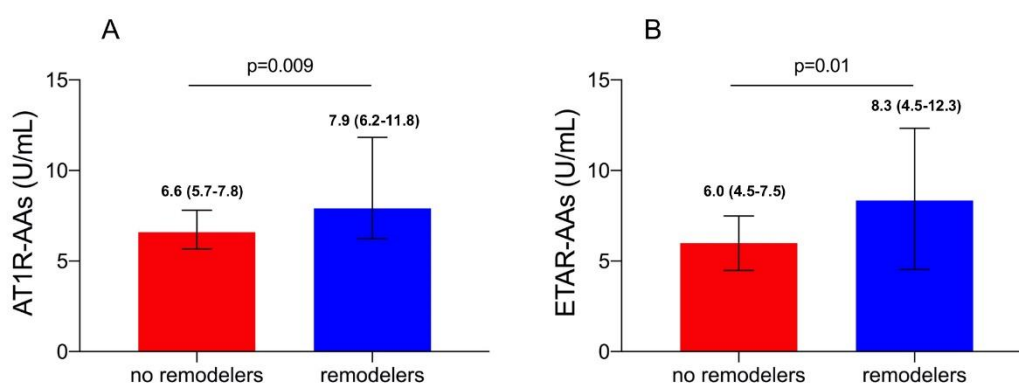 A
p=0.009
15
7.9 (6.2-11.8)
10
6.6 (5.7-7.8)
5
0
AT1R-AAs (U/mL)
no remodelers
remodelers
B
p=0.01
15
8.3 (4.5-12.3)
10
6.0 (4.5-7.5)
5
0
ETAR-AAs (U/mL)
no remodelers
remodelers